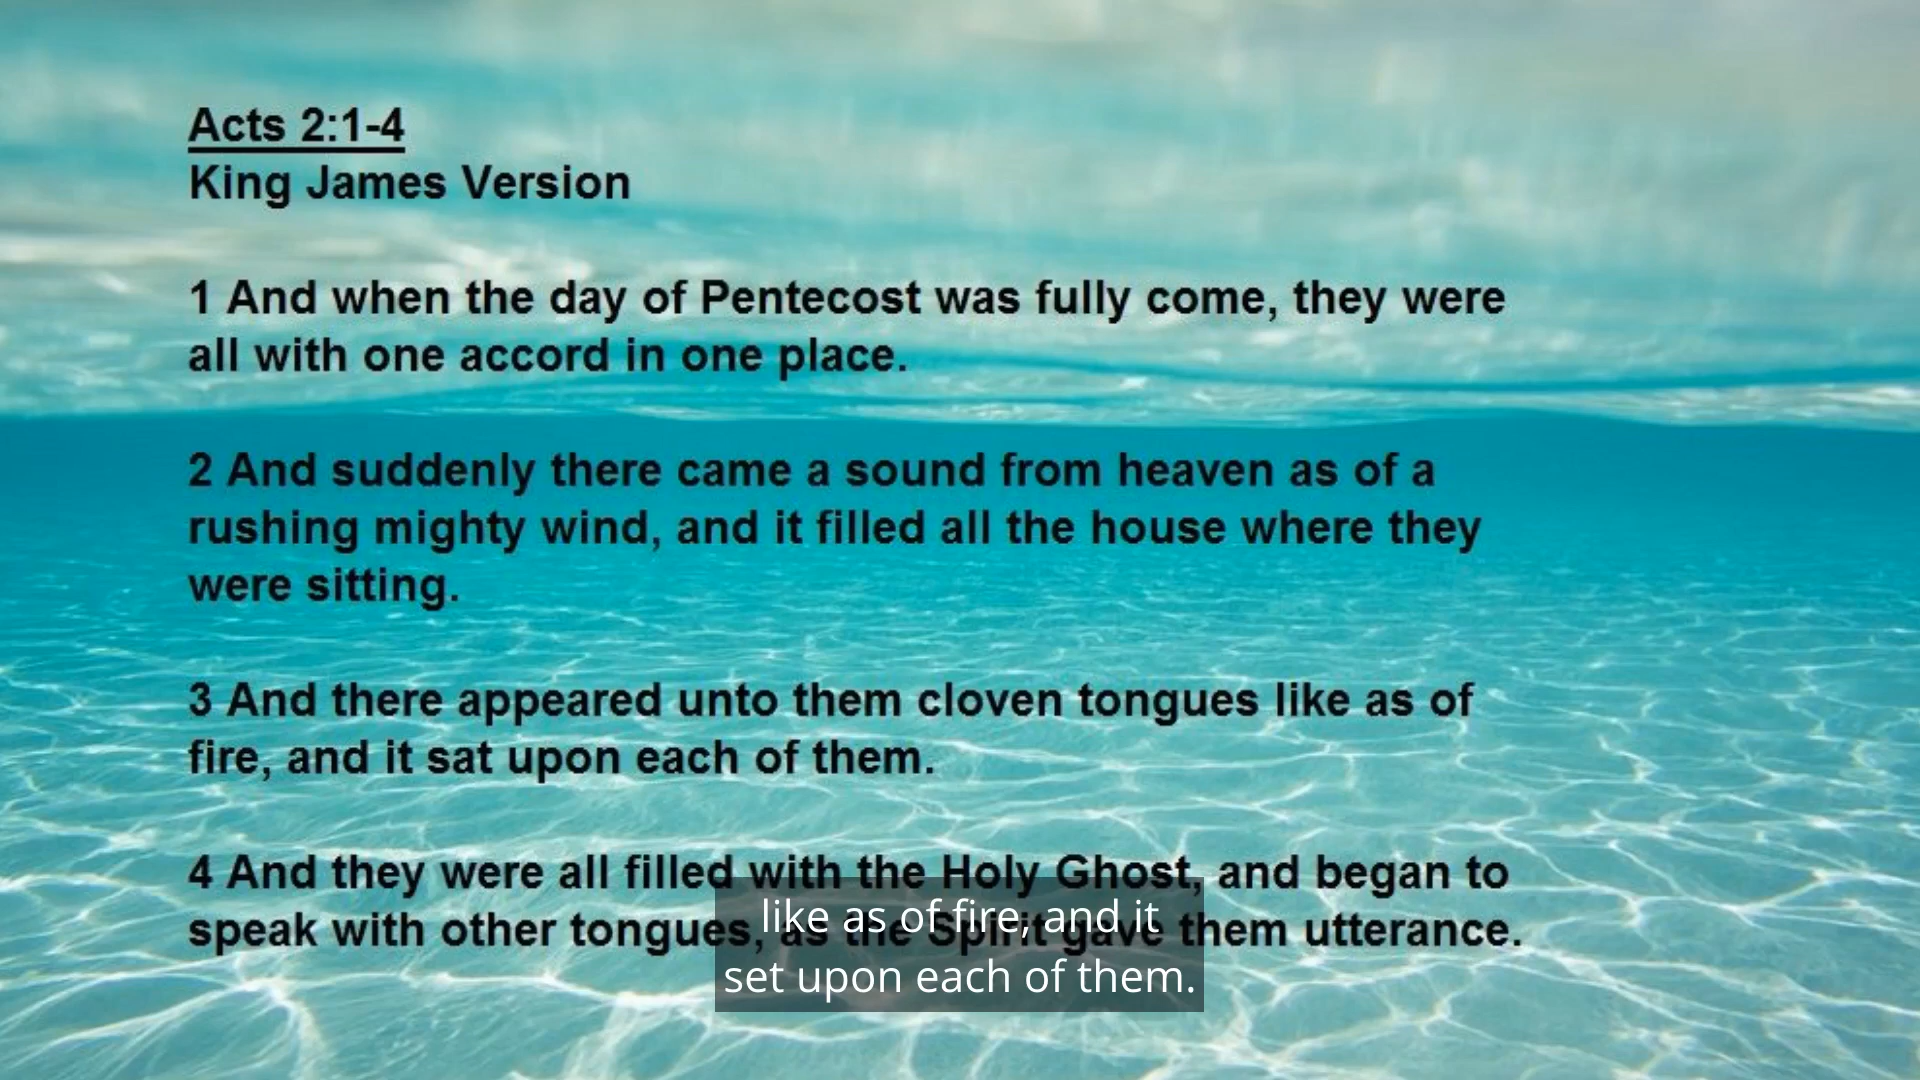 Acts 2:1-4
King James Version
1 And when the day of Pentecost was fully come, they were
all with one accord in one place.
2 And suddenly there came a sound from heaven as of a
rushing mighty wind, and it filled all the house where they
were sitting.
3 And there appeared unto them cloven tongues like as of
fire, and it sat upon each of them.
4 And they were all filled with the Holy Ghost, and began to
speak with other tongues, as the Spirit gave them utterance.
like as of fire, and it
set upon each of them.